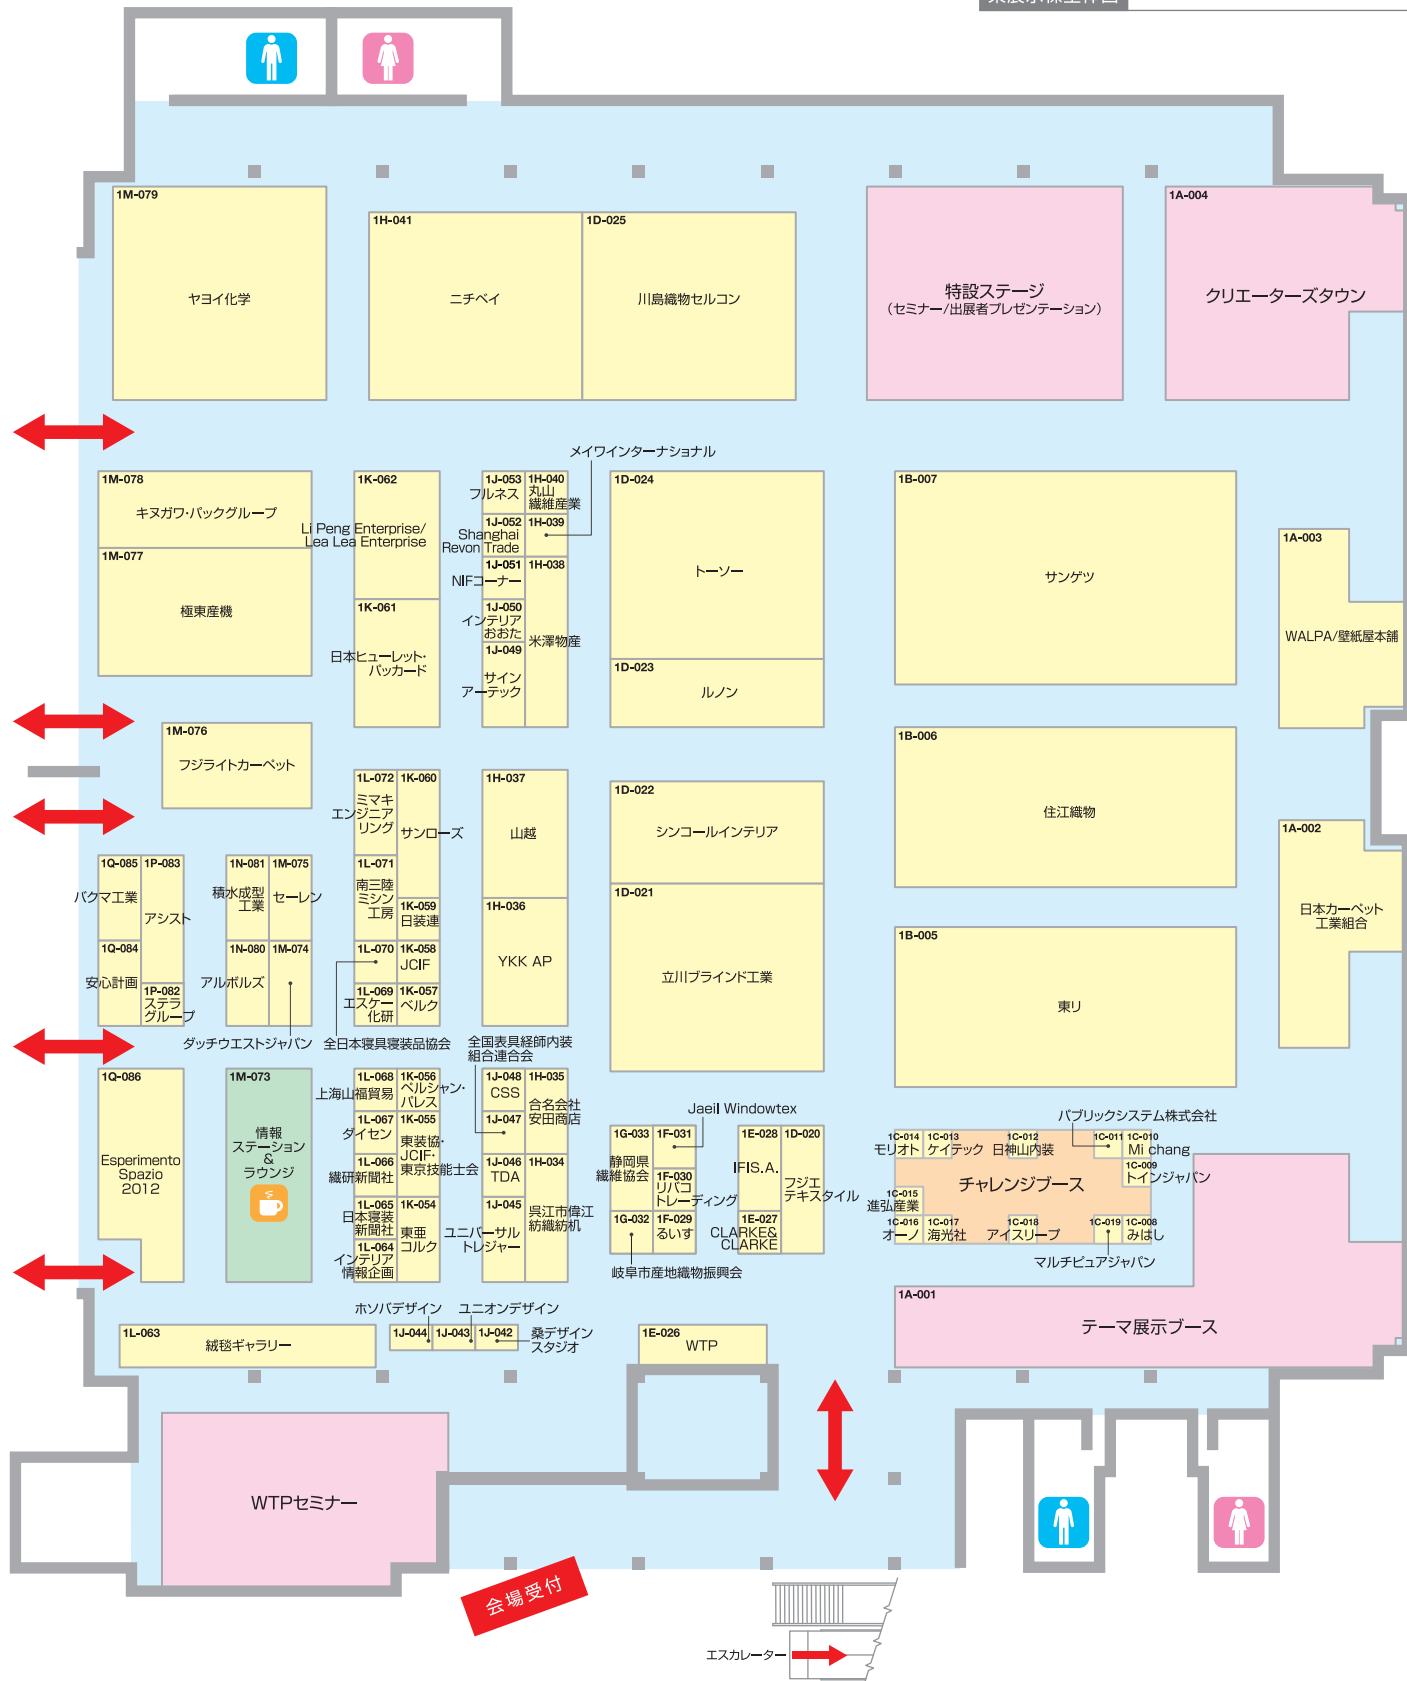 1M-079
ヤヨイ化学
1H-041
ニチベイ
1D-025
川島織物セルコン
特設ステージ
（セミナー/出展者プレゼンテーション）
1A-004
クリエーターズタウン
メイワインターナショナル
1M-078
キヌガワ・パックグループ
1M-077
極東産機
1K-062
Li Peng Enterprise/
Lea Lea Enterprise
1K-061
日本ヒューレット・
パッカード
1J-053
フルネス
1H-040
丸山
繊維産業
1J-052
Shanghai
Revon Trade
1H-039
1J-051
NIFコーナー
1H-038
米澤物産
1J-050
インテリア
おおた
1J-049
サイン
アーテック
1D-024
トーソー
1D-023
ルノン
1B-007
サンゲツ
1A-003
WALPA/壁紙屋本舗
1M-076
フジライトカーペット
1L-072
ミマキ
エンジニア
リング
1K-060
サンローズ
1H-037
山越
1D-022
シンコールインテリア
1B-006
住江織物
1A-002
日本カーペット
工業組合
1Q-085
バクマ工業
1P-083
アシスト
1N-081
積水成型
工業
1M-075
セーレン
1L-071
南三陸
ミシン
工房
1K-059
日装連
1H-036
YKK AP
1D-021
立川ブラインド工業
1B-005
東リ
1Q-084
安心計画
1P-082
ステラ
グループ
1N-080
アルボルズ
1M-074
1L-070
1K-058
JCIF
1L-069
エスケー
化研
1K-057
ベルク
ダッチウエストジャパン
全日本寝具寝装品協会
全国表具経師内装
組合連合会
1Q-086
Esperimento
Spazio
2012
1M-073
情報
ステーション
&
ラウンジ
1L-068
上海山福貿易
1K-056
ペルシャン・
パレス
1L-067
ダイセン
1K-055
東装協・
JCIF・
東京技能士会
1L-066
繊研新聞社
1L-065
日本寝装
新聞社
1K-054
東亜
コルク
1L-064
インテリア
情報企画
1J-048
CSS
1H-035
合名会社
安田商店
1J-047
1J-046
TDA
1H-034
呉江市偉江
紡織紡机
1J-045
ユニバーサル
トレジャー
Jaeil Windowtex
1G-033
静岡県
繊維協会
1F-031
1F-030
リバコ
トレーディング
1G-032
1F-029
るいす
岐阜市産地織物振興会
1E-028
IFIS.A.
1D-020
フジエ
テキスタイル
1E-027
CLARKE&
CLARKE
パブリックシステム株式会社
1C-014
モリオト
1C-013
ケイテック
1C-012
日神山内装
1C-011
1C-010
Mi chang
1C-009
トインジャパン
チャレンジブース
1C-015
進弘産業
1C-016
オーノ
1C-017
海光社
1C-018
アイスリープ
1C-019
1C-008
みはし
マルチピュアジャパン
1A-001
テーマ展示ブース
ホソバデザイン
ユニオンデザイン
1L-063
絨毯ギャラリー
1J-044
1J-043
1J-042
桑デザイン
スタジオ
1E-026
WTP
WTPセミナー
会場受付
エスカレーター